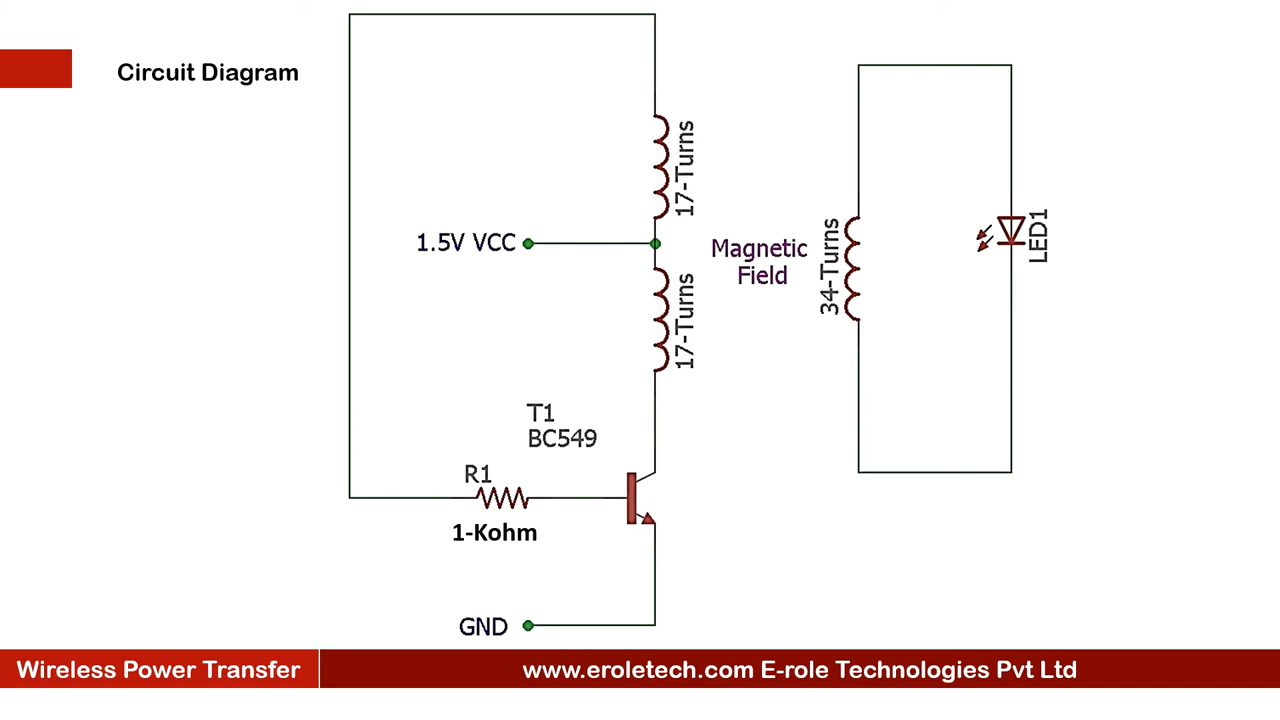 Circuit Diagram
17-Turns
1.5V VCC
Magnetic
Field
17-Turns
34-Turns
LED1
T1
BC549
R1
1-Kohm
GND
Wireless Power Transfer
www.eroletech.com E-role Technologies Pvt Ltd